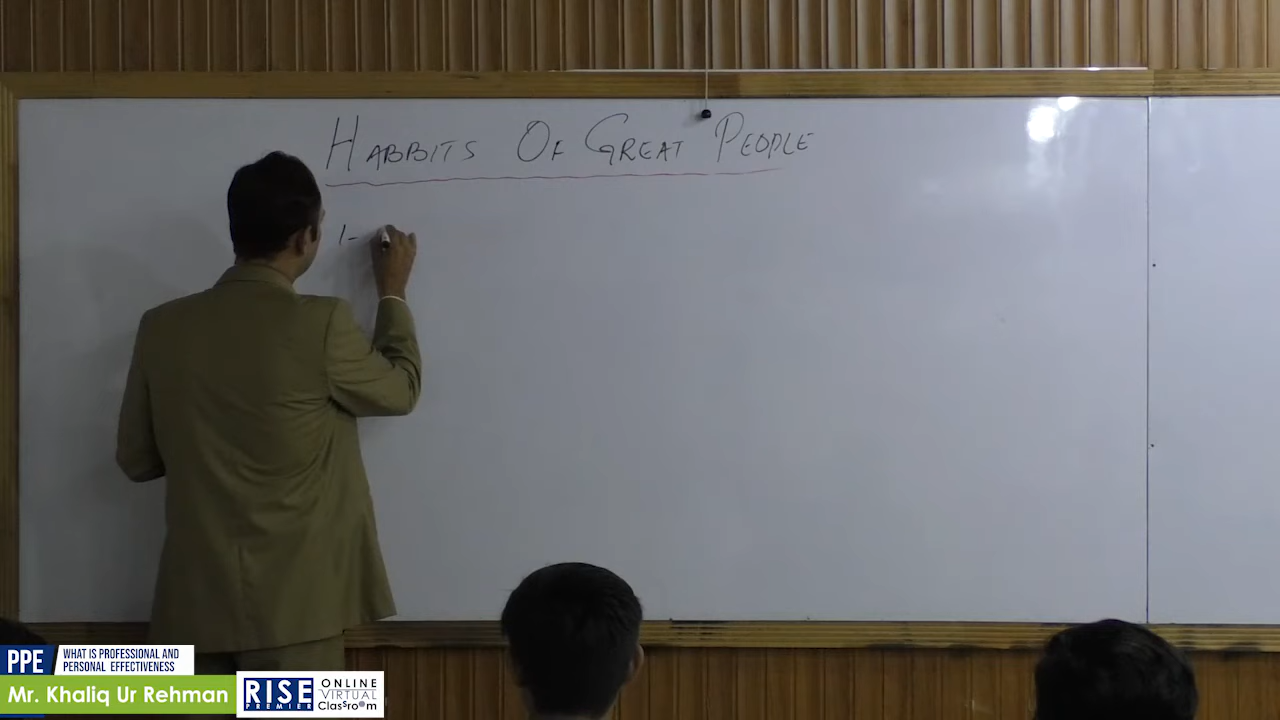 HABBITS OF GREAT PEOPLE
1-
PPE WHAT IS PROFESSIONAL AND
PERSONAL EFFECTIVENESS
Mr. Khaliq Ur Rehman
RISE
PREMIER
ONLINE
VIRTUAL
Classroom